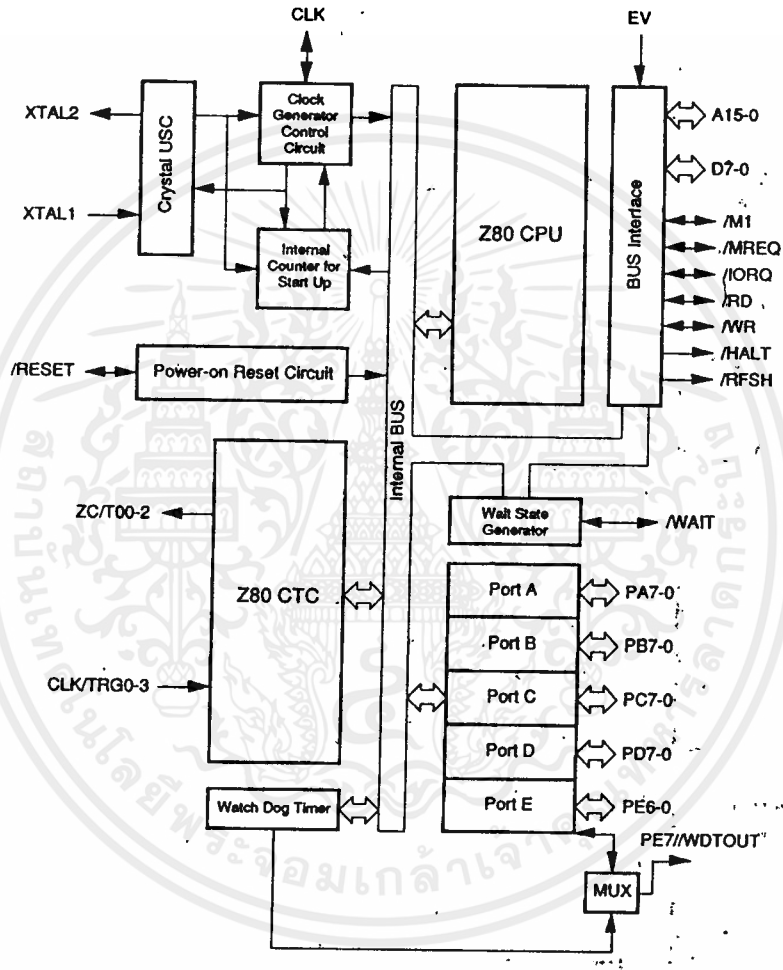 CLK
EV
XTAL2
XTAL1
Crystal USC
Clock
Generator
Control
Circuit
Internal
Counter for
Start Up
Z80 CPU
BUS Interface
A15-0
D7-0
/M1
/MREQ
/IORQ
/RD
/WR
/HALT
/RFSH
/RESET
Power-on Reset Circuit
Internal BUS
ZC/T00-2
Z80 CTC
CLK/TRG0-3
Wait State
Generator
/WAIT
Port A
PA7-0
Port B
PB7-0
Port C
PC7-0
Port D
PD7-0
Port E
PE6-0
Watch Dog Timer
PE7//WDTOUT
MUX